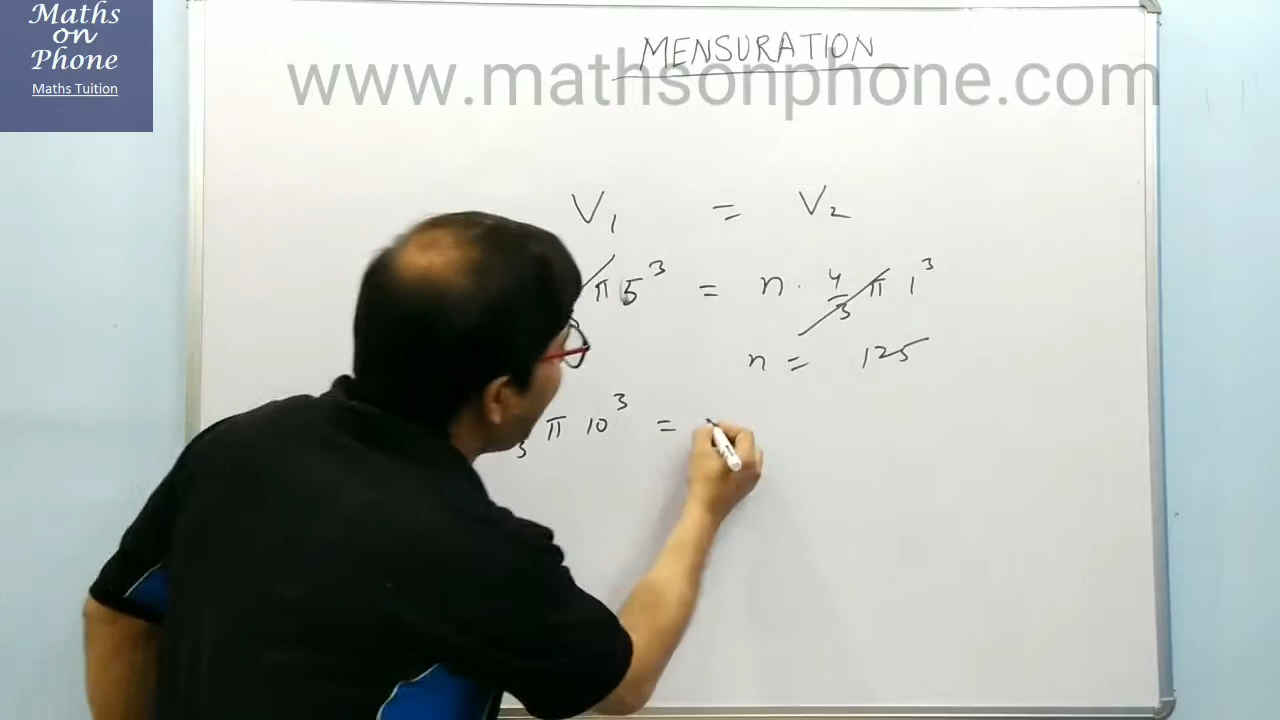 Maths
on
Phone
Maths Tuition
MENSURATION
www.mathsonphone.com
V₁ = V₂
π 5³ = n · 4/3 π 1³
n = 125
3 π 10³ =